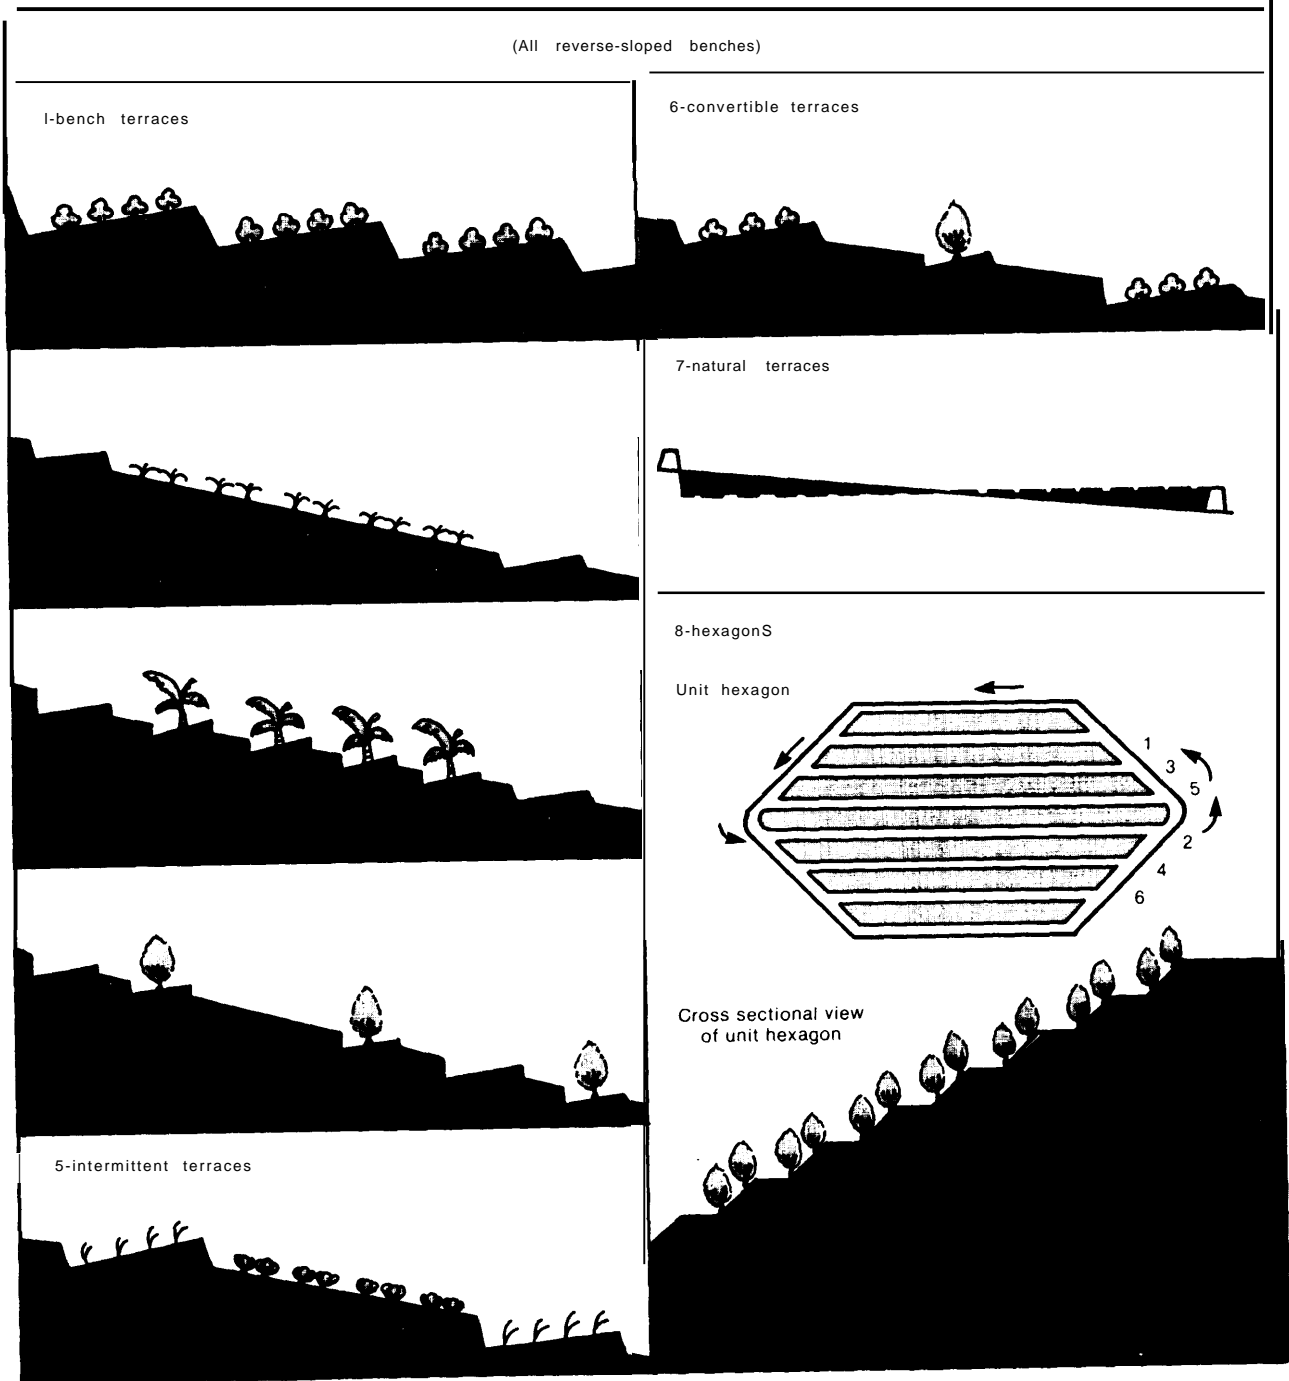 (All reverse-sloped benches)
l-bench terraces
5-intermittent terraces
6-convertible terraces
7-natural terraces
8-hexagonS
Unit hexagon
1
3
5
2
4
6
Cross sectional view
of unit hexagon